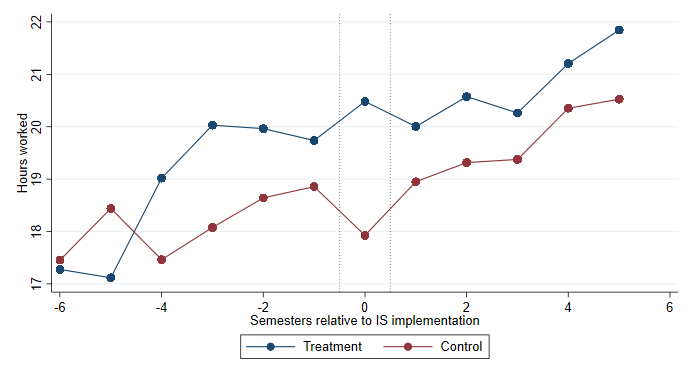 22
21
20
19
18
17
Hours worked
-6 -4 -2 0 2 4 6
Semesters relative to IS implementation
Treatment Control